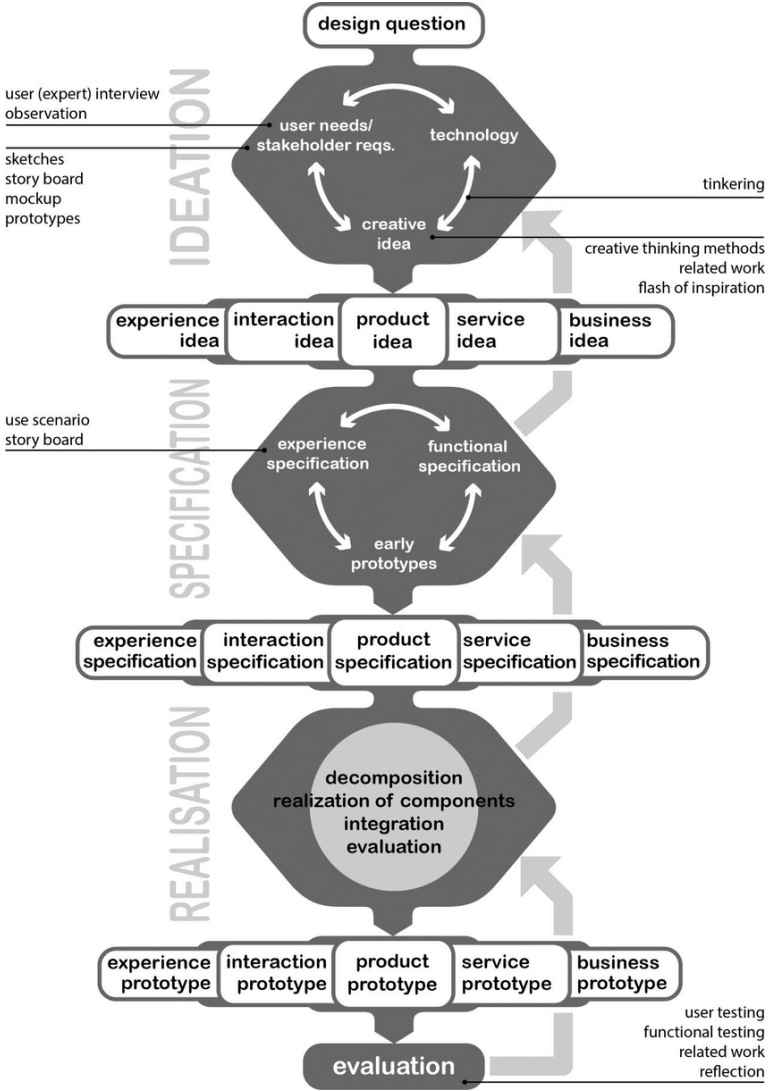 design question
IDEATION
user (expert) interview
observation
sketches
story board
mockup
prototypes
user needs/
stakeholder reqs.
technology
creative
idea
tinkering
creative thinking methods
related work
flash of inspiration
experience
idea
interaction
idea
product
idea
service
idea
business
idea
SPECIFICATION
use scenario
story board
experience
specification
functional
specification
early
prototypes
experience
specification
interaction
specification
product
specification
service
specification
business
specification
REALISATION
decomposition
realization of components
integration
evaluation
experience
prototype
interaction
prototype
product
prototype
service
prototype
business
prototype
evaluation
user testing
functional testing
related work
reflection